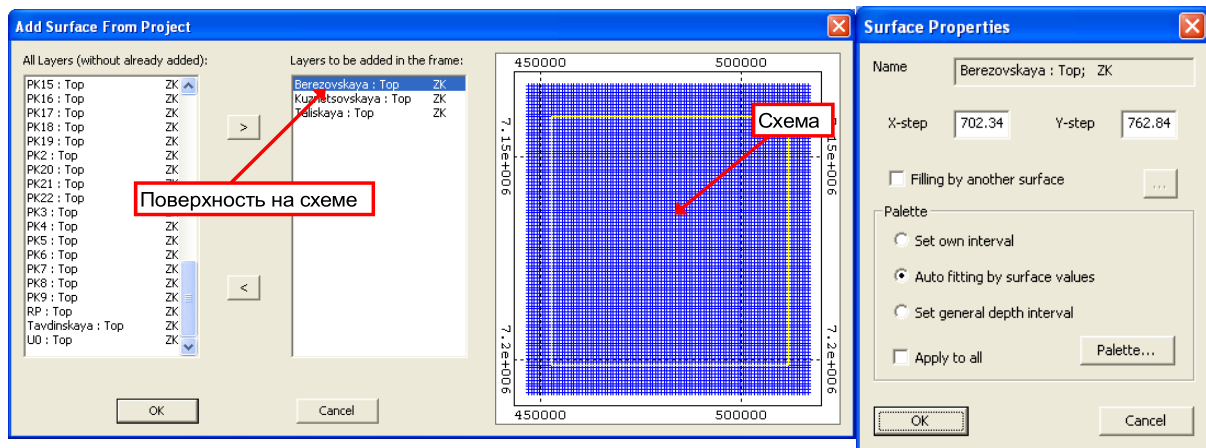 Add Surface From Project
All Layers (without already added):
PK15 : Top ZK
PK16 : Top ZK
PK17 : Top ZK
PK18 : Top ZK
PK19 : Top ZK
PK2 : Top ZK
PK20 : Top ZK
PK21 : Top
PK22 : Top
PK3 : Top
PK4 : Top ZK
PK5 : Top ZK
PK6 : Top ZK
PK7 : Top ZK
PK8 : Top ZK
PK9 : Top ZK
RP : Top ZK
Tavdinskaya : Top ZK
U0 : Top ZK
>
<
Layers to be added in the frame:
Berezovskaya : Top ZK
Kuznetsovskaya : Top ZK
Taliskaya : Top ZK
Поверхность на схеме
OK
Cancel
450000 500000
7.15e+006
Схема
15e+006
7.2e+006
7.2e+006
450000 500000
Surface Properties
Name Berezovskaya : Top; ZK
X-step 702.34 Y-step 762.84
Filling by another surface ...
Palette
Set own interval
Auto fitting by surface values
Set general depth interval
Apply to all Palette...
OK Cancel